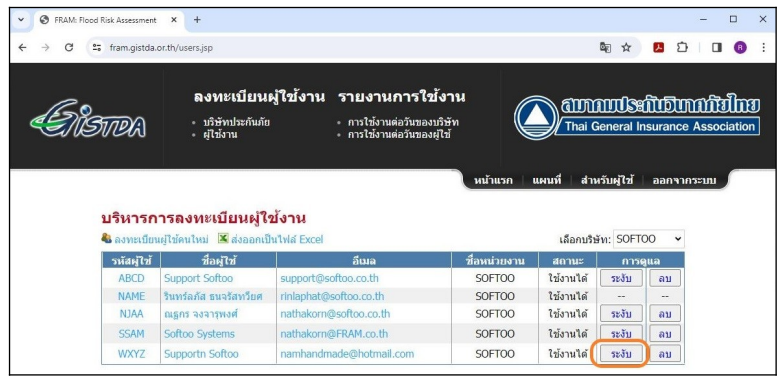 FRAM: Flood Risk Assessment
fram.gistda.or.th/users.jsp
GISTDA
ลงทะเบียนผู้ใช้งาน รายงานการใช้งาน
บริษัทประกันภัย
ผู้ใช้งาน
การใช้งานต่อวันของบริษัท
การใช้งานต่อวันของผู้ใช้
สมาคมประกันวินาศภัยไทย
Thai General Insurance Association
หน้าแรก แผนที่ สำหรับผู้ใช้ ออกจากระบบ
บริหารการลงทะเบียนผู้ใช้งาน
ลงทะเบียนผู้ใช้คนใหม่ ส่งออกเป็นไฟล์ Excel เลือกบริษัท: SOFTOO
รหัสผู้ใช้ ชื่อผู้ใช้ อีเมล ชื่อหน่วยงาน สถานะ การดูแล
ABCD Support Softoo support@softoo.co.th SOFTOO ใช้งานได้ ระงับ ลบ
NAME รินทร์ลภัส ธนจรัสทวียศ rinlaphat@softoo.co.th SOFTOO ใช้งานได้ -- --
NJAA ณฐกร จงจารุพงศ์ nathakorn@softoo.co.th SOFTOO ใช้งานได้ ระงับ ลบ
SSAM Softoo Systems nathakorn@FRAM.co.th SOFTOO ใช้งานได้ ระงับ ลบ
WXYZ Supportn Softoo namhandmade@hotmail.com SOFTOO ใช้งานได้ ระงับ ลบ